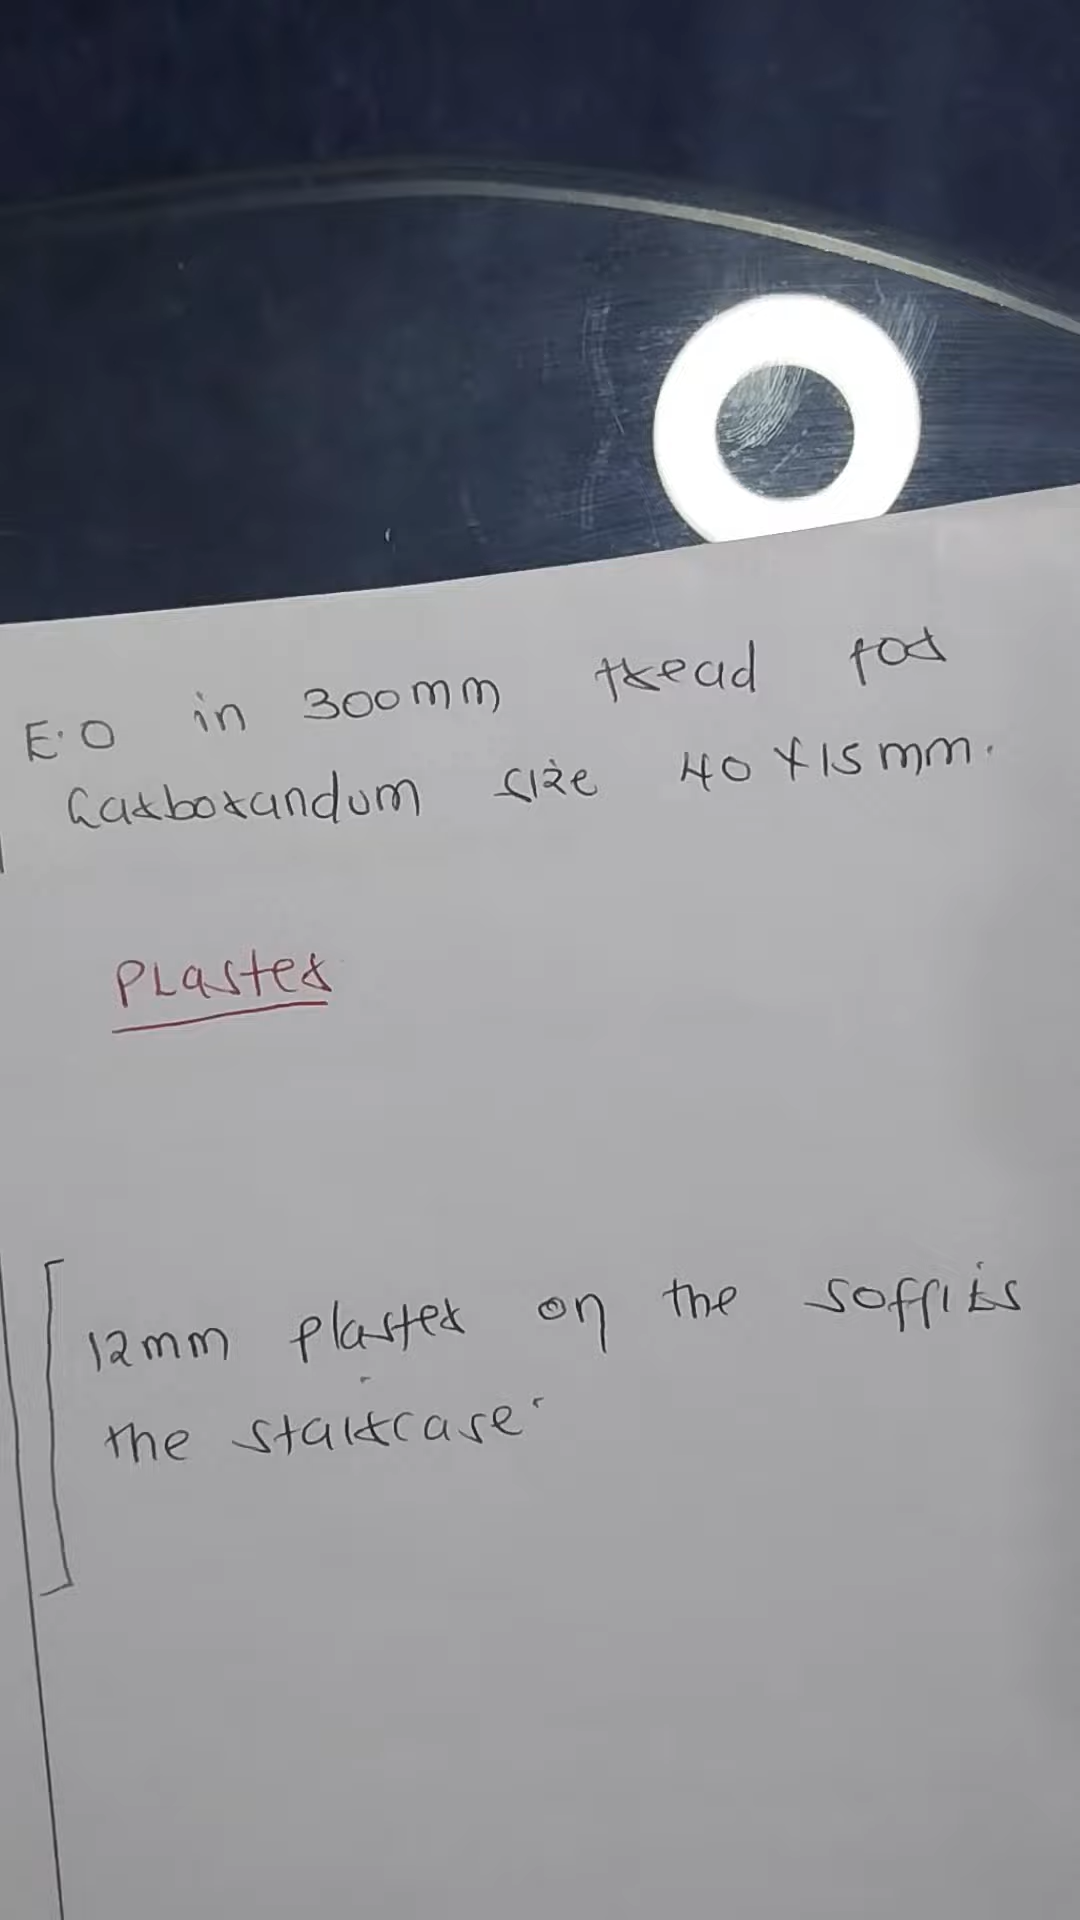 E.O in 300mm tread for
Carborandum size 40 x 15 mm.
PLaster
12mm plaster on the soffits
the staircase.